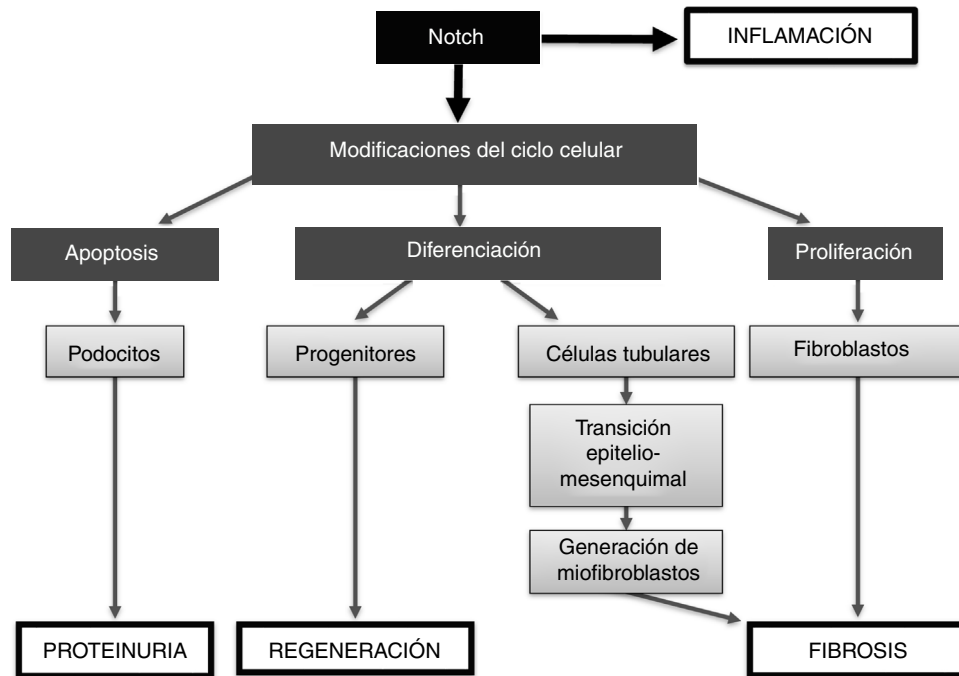 Notch
INFLAMACIÓN
Modificaciones del ciclo celular
Apoptosis
Diferenciación
Proliferación
Podocitos
Progenitores
Células tubulares
Fibroblastos
Transición
epitelio-
mesenquimal
Generación de
miofibroblastos
PROTEINURIA
REGENERACIÓN
FIBROSIS